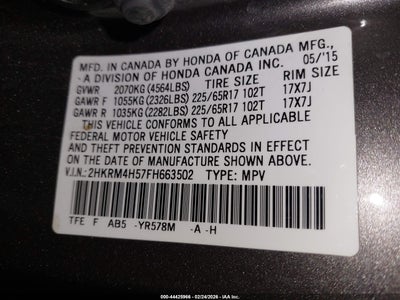 MFD. IN CANADA BY HONDA OF CANADA MFG.,
- A DIVISION OF HONDA CANADA INC. 05/'15
GVWR 2070KG (4564LBS) TIRE SIZE RIM SIZE
GAWR F 1055KG (2326LBS) 225/65R17 102T 17X7J
GAWR R 1035KG (2282LBS) 225/65R17 102T 17X7J
THIS VEHICLE CONFORMS TO ALL APPLICABLE
FEDERAL MOTOR VEHICLE SAFETY
AND THEFT PREVENTION STANDARDS IN EFFECT
ON THE DATE OF MANUFACTURE SHOWN ABOVE.
V.I.N.: 2HKRM4H57FH663502 TYPE: MPV
TFE F AB5 -YR578M -A -H
000-44425966 - 02/24/2026 - IAA Inc.